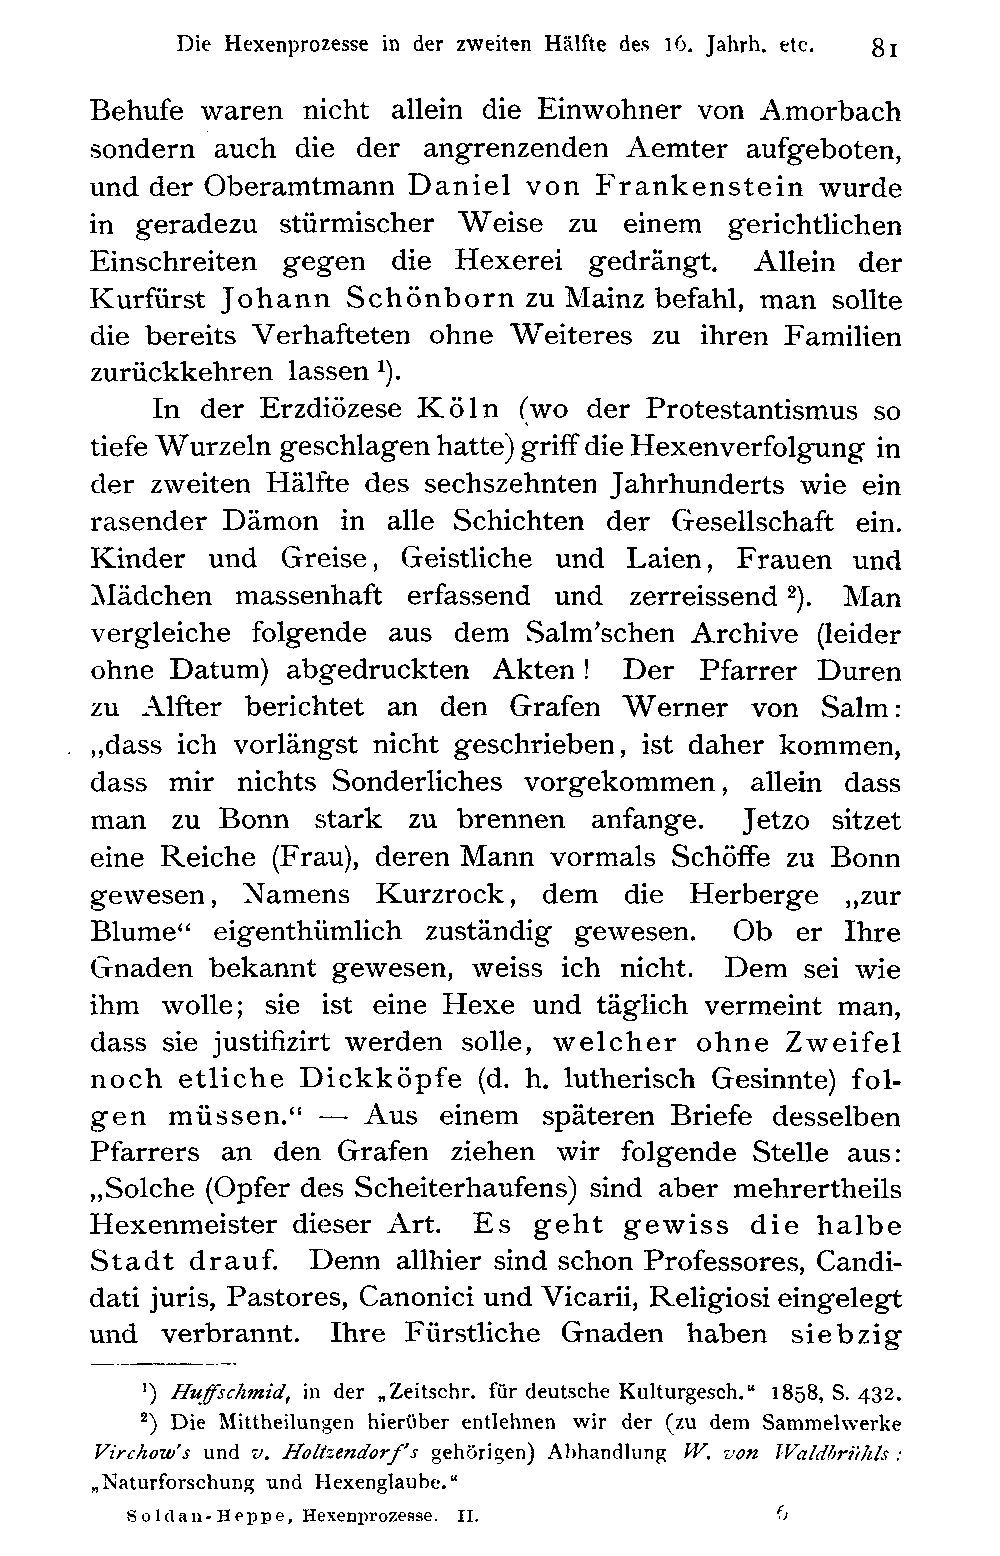 Die Hexenprozesse in der zweiten Hälfte des 16. Jahrh. etc. 81
Behufe waren nicht allein die Einwohner von Amorbach
sondern auch die der angrenzenden Aemter aufgeboten,
und der Oberamtmann Daniel von Frankenstein wurde
in geradezu stürmischer Weise zu einem gerichtlichen
Einschreiten gegen die Hexerei gedrängt. Allein der
Kurfürst Johann Schönborn zu Mainz befahl, man sollte
die bereits Verhafteten ohne Weiteres zu ihren Familien
zurückkehren lassen ¹).
In der Erzdiözese Köln (wo der Protestantismus so
tiefe Wurzeln geschlagen hatte) griff die Hexenverfolgung in
der zweiten Hälfte des sechszehnten Jahrhunderts wie ein
rasender Dämon in alle Schichten der Gesellschaft ein.
Kinder und Greise, Geistliche und Laien, Frauen und
Mädchen massenhaft erfassend und zerreissend ²). Man
vergleiche folgende aus dem Salm'schen Archive (leider
ohne Datum) abgedruckten Akten! Der Pfarrer Duren
zu Alfter berichtet an den Grafen Werner von Salm:
„dass ich vorlängst nicht geschrieben, ist daher kommen,
dass mir nichts Sonderliches vorgekommen, allein dass
man zu Bonn stark zu brennen anfange. Jetzo sitzet
eine Reiche (Frau), deren Mann vormals Schöffe zu Bonn
gewesen, Namens Kurzrock, dem die Herberge „zur
Blume“ eigenthümlich zuständig gewesen. Ob er Ihre
Gnaden bekannt gewesen, weiss ich nicht. Dem sei wie
ihm wolle; sie ist eine Hexe und täglich vermeint man,
dass sie justifizirt werden solle, welcher ohne Zweifel
noch etliche Dickköpfe (d. h. lutherisch Gesinnte) fol-
gen müssen.“ — Aus einem späteren Briefe desselben
Pfarrers an den Grafen ziehen wir folgende Stelle aus:
„Solche (Opfer des Scheiterhaufens) sind aber mehrertheils
Hexenmeister dieser Art. Es geht gewiss die halbe
Stadt drauf. Denn allhier sind schon Professores, Candi-
dati juris, Pastores, Canonici und Vicarii, Religiosi eingelegt
und verbrannt. Ihre Fürstliche Gnaden haben siebzig
¹) Huffschmid, in der „Zeitschr. für deutsche Kulturgesch.“ 1858, S. 432.
²) Die Mittheilungen hierüber entlehnen wir der (zu dem Sammelwerke
Virchow's und v. Holtzendorf's gehörigen) Abhandlung W. von Waldbrühls:
„Naturforschung und Hexenglaube.“
Soldan-Heppe, Hexenprozesse. II. 6